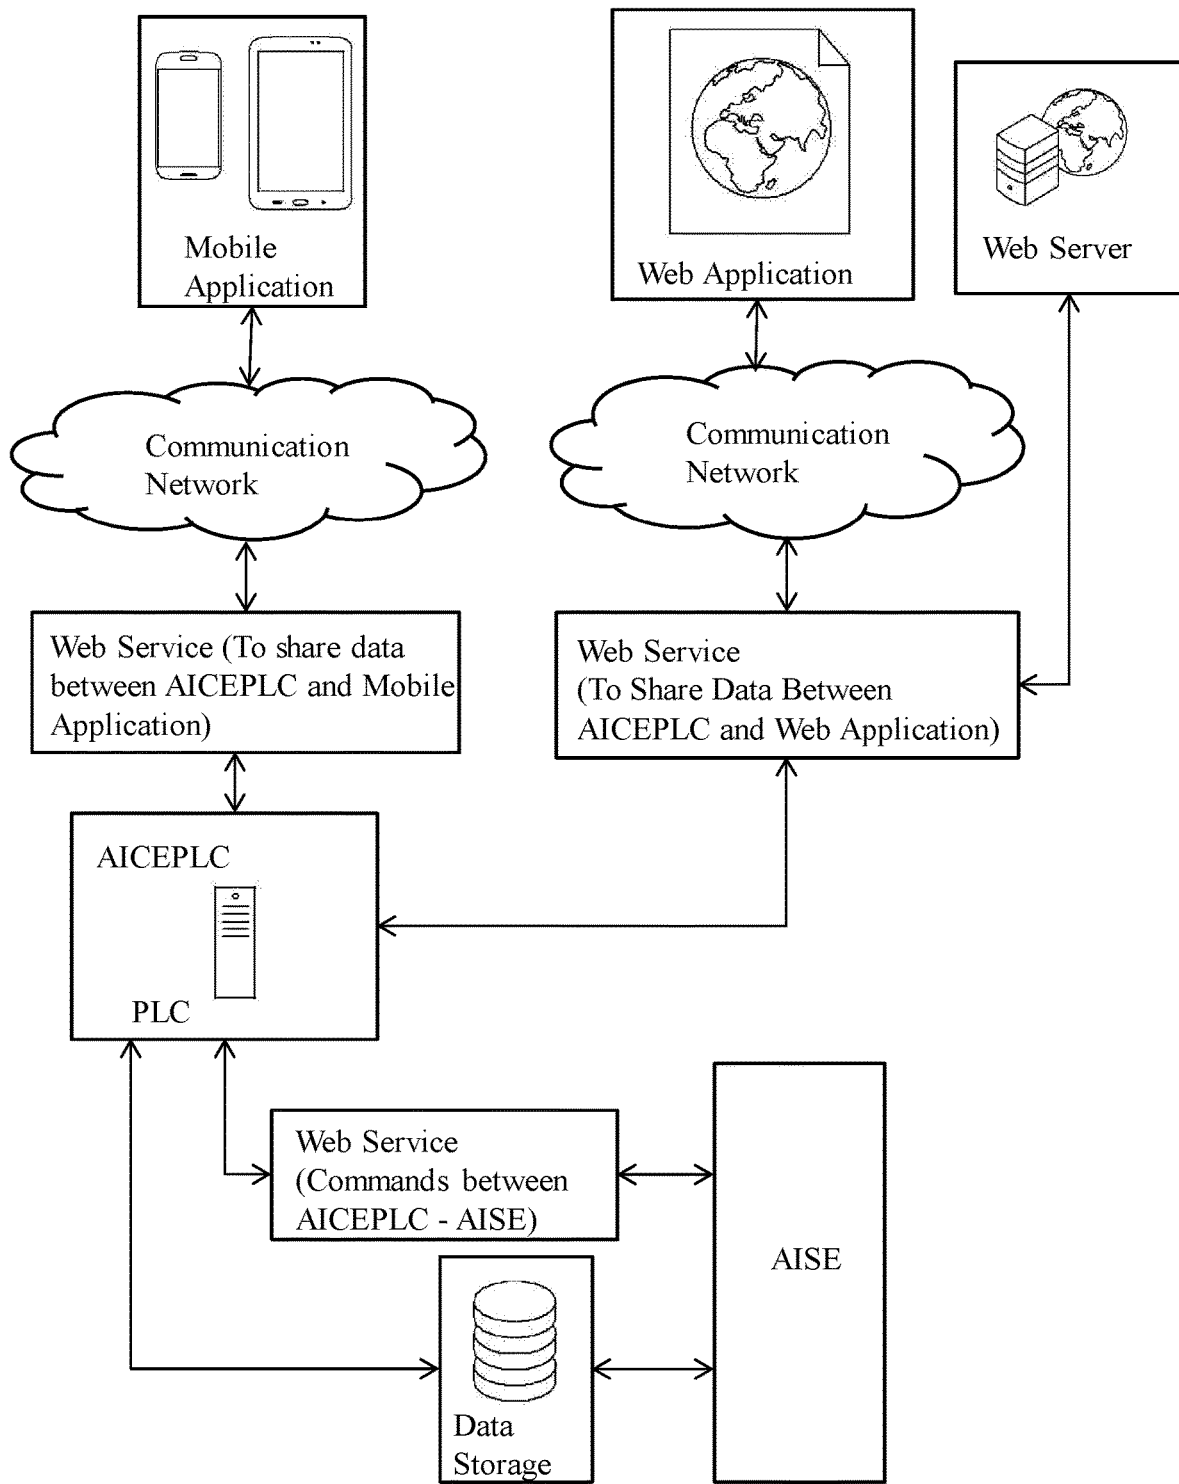 Mobile
Application
Web Application
Web Server
Communication
Network
Communication
Network
Web Service (To share data
between AICEPLC and Mobile
Application)
Web Service
(To Share Data Between
AICEPLC and Web Application)
AICEPLC
PLC
Web Service
(Commands between
AICEPLC - AISE)
AISE
Data
Storage